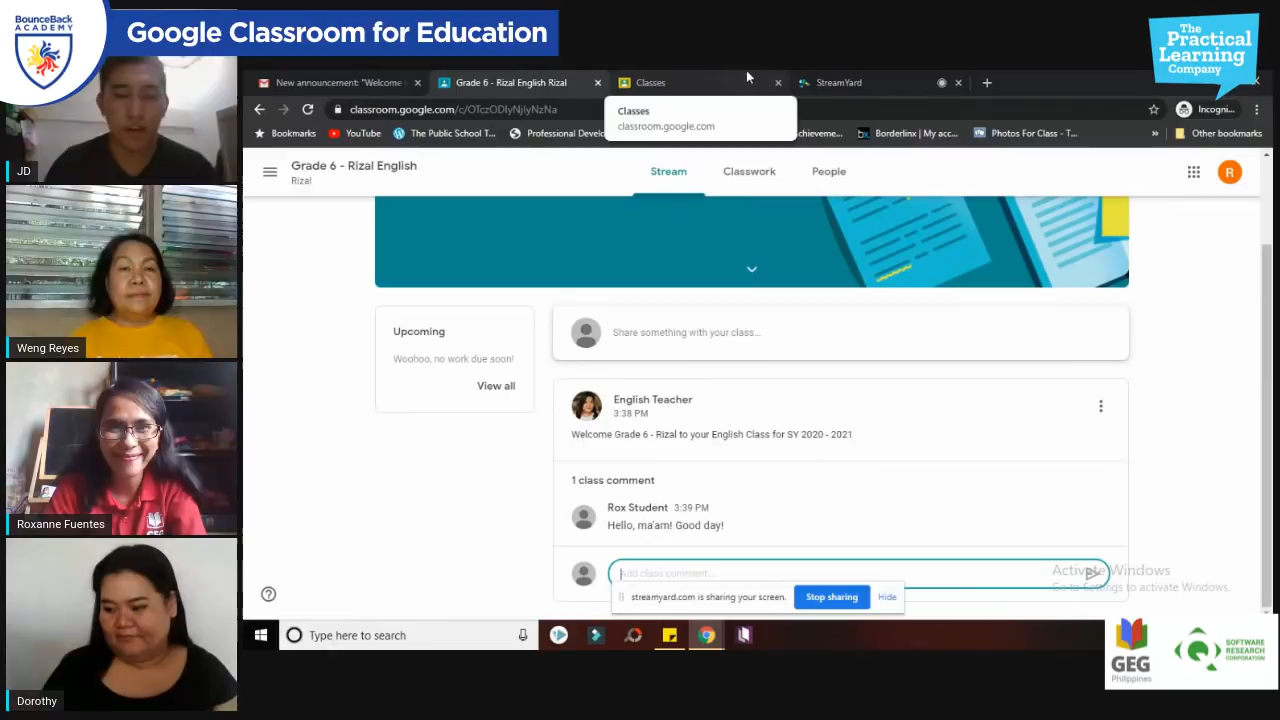 BounceBack
ACADEMY
Google Classroom for Education
The
Practical
Learning
Company
New announcement: "Welcome
Grade 6 - Rizal English Rizal
Classes
StreamYard
classroom.google.com/c/OTczODIyNjIyNzNa
Classes
classroom.google.com
Incogni...
Bookmarks
YouTube
The Public School T...
Professional Develo
Achieveme...
Borderlinx | My acc...
Photos For Class - T...
»
Other bookmarks
Grade 6 - Rizal English
Rizal
Stream
Classwork
People
R
Upcoming
Woohoo, no work due soon!
View all
Share something with your class...
English Teacher
3:38 PM
Welcome Grade 6 - Rizal to your English Class for SY 2020 - 2021
1 class comment
Rox Student 3:39 PM
Hello, ma'am! Good day!
Add class comment...
Activate Windows
Go to Settings to activate Windows.
streamyard.com is sharing your screen.
Stop sharing
Hide
Type here to search
JD
Weng Reyes
Roxanne Fuentes
GEG
Dorothy
GEG
Philippines
SOFTWARE
RESEARCH
CORPORATION